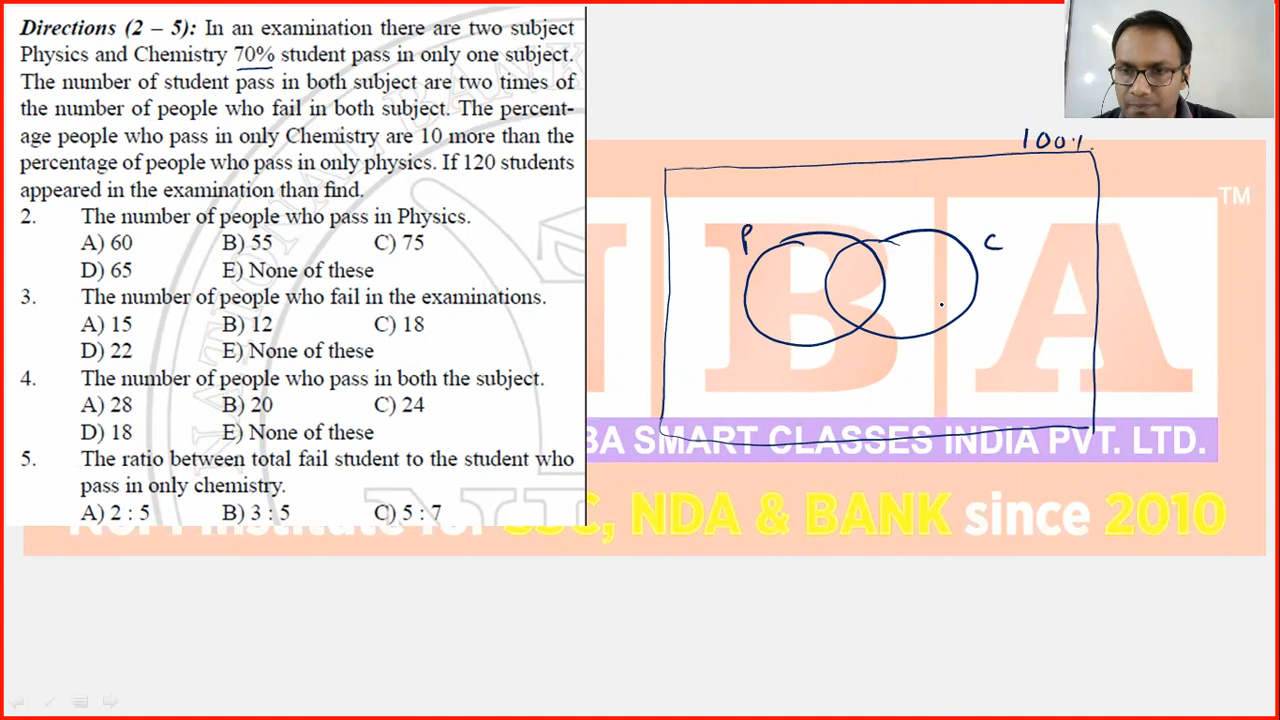 Directions (2 – 5): In an examination there are two subject
Physics and Chemistry 70% student pass in only one subject.
The number of student pass in both subject are two times of
the number of people who fail in both subject. The percent-
age people who pass in only Chemistry are 10 more than the
percentage of people who pass in only physics. If 120 students
appeared in the examination than find.
2. The number of people who pass in Physics.
A) 60 B) 55 C) 75
D) 65 E) None of these
3. The number of people who fail in the examinations.
A) 15 B) 12 C) 18
D) 22 E) None of these
4. The number of people who pass in both the subject.
A) 28 B) 20 C) 24
D) 18 E) None of these
5. The ratio between total fail student to the student who
pass in only chemistry.
A) 2 : 5 B) 3 : 5 C) 5 : 7
100%
P C
BA TM
BA SMART CLASSES INDIA PVT. LTD.
NDA & BANK since 2010